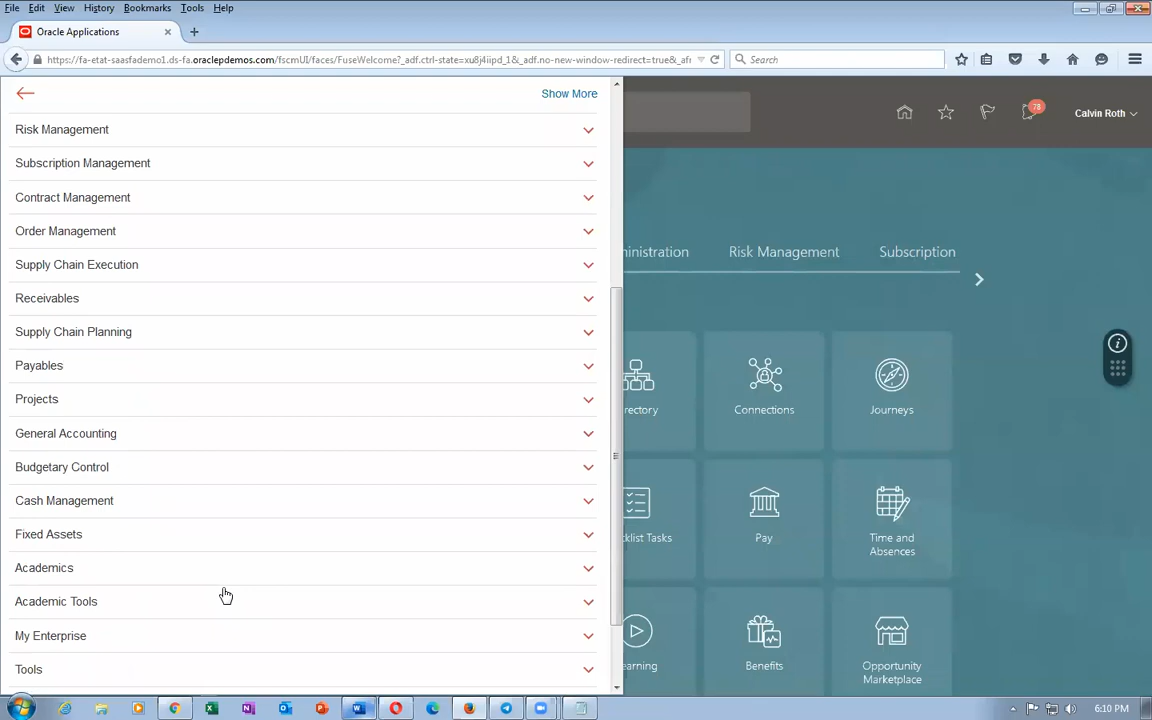 File Edit View History Bookmarks Tools Help
Oracle Applications
https://fa-etat-saasfademo1.ds-fa.oraclepdemos.com/fscmUI/faces/FuseWelcome?_adf.ctrl-state=xu8j4iipd_1&_adf.no-new-window-redirect=true&_afr
Search
Show More
78
Calvin Roth
Risk Management
Subscription Management
Contract Management
Order Management
Supply Chain Execution
Receivables
Supply Chain Planning
Payables
Projects
General Accounting
Budgetary Control
Cash Management
Fixed Assets
Academics
Academic Tools
My Enterprise
Tools
ministration Risk Management Subscription
rectory Connections Journeys
cklist Tasks Pay Time and
Absences
earning Benefits Opportunity
Marketplace
6:10 PM